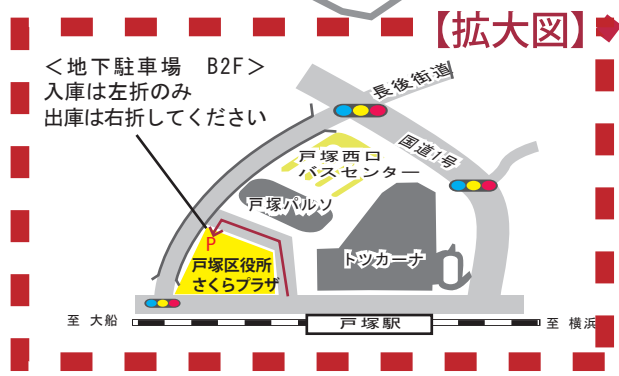 【拡大図】
＜地下駐車場　B2F＞
入庫は左折のみ
出庫は右折してください
長後街道
国道1号
戸塚西口
バスセンター
戸塚パルソ
トツカーナ
P
戸塚区役所
さくらプラザ
至 大船
戸塚駅
至 横浜